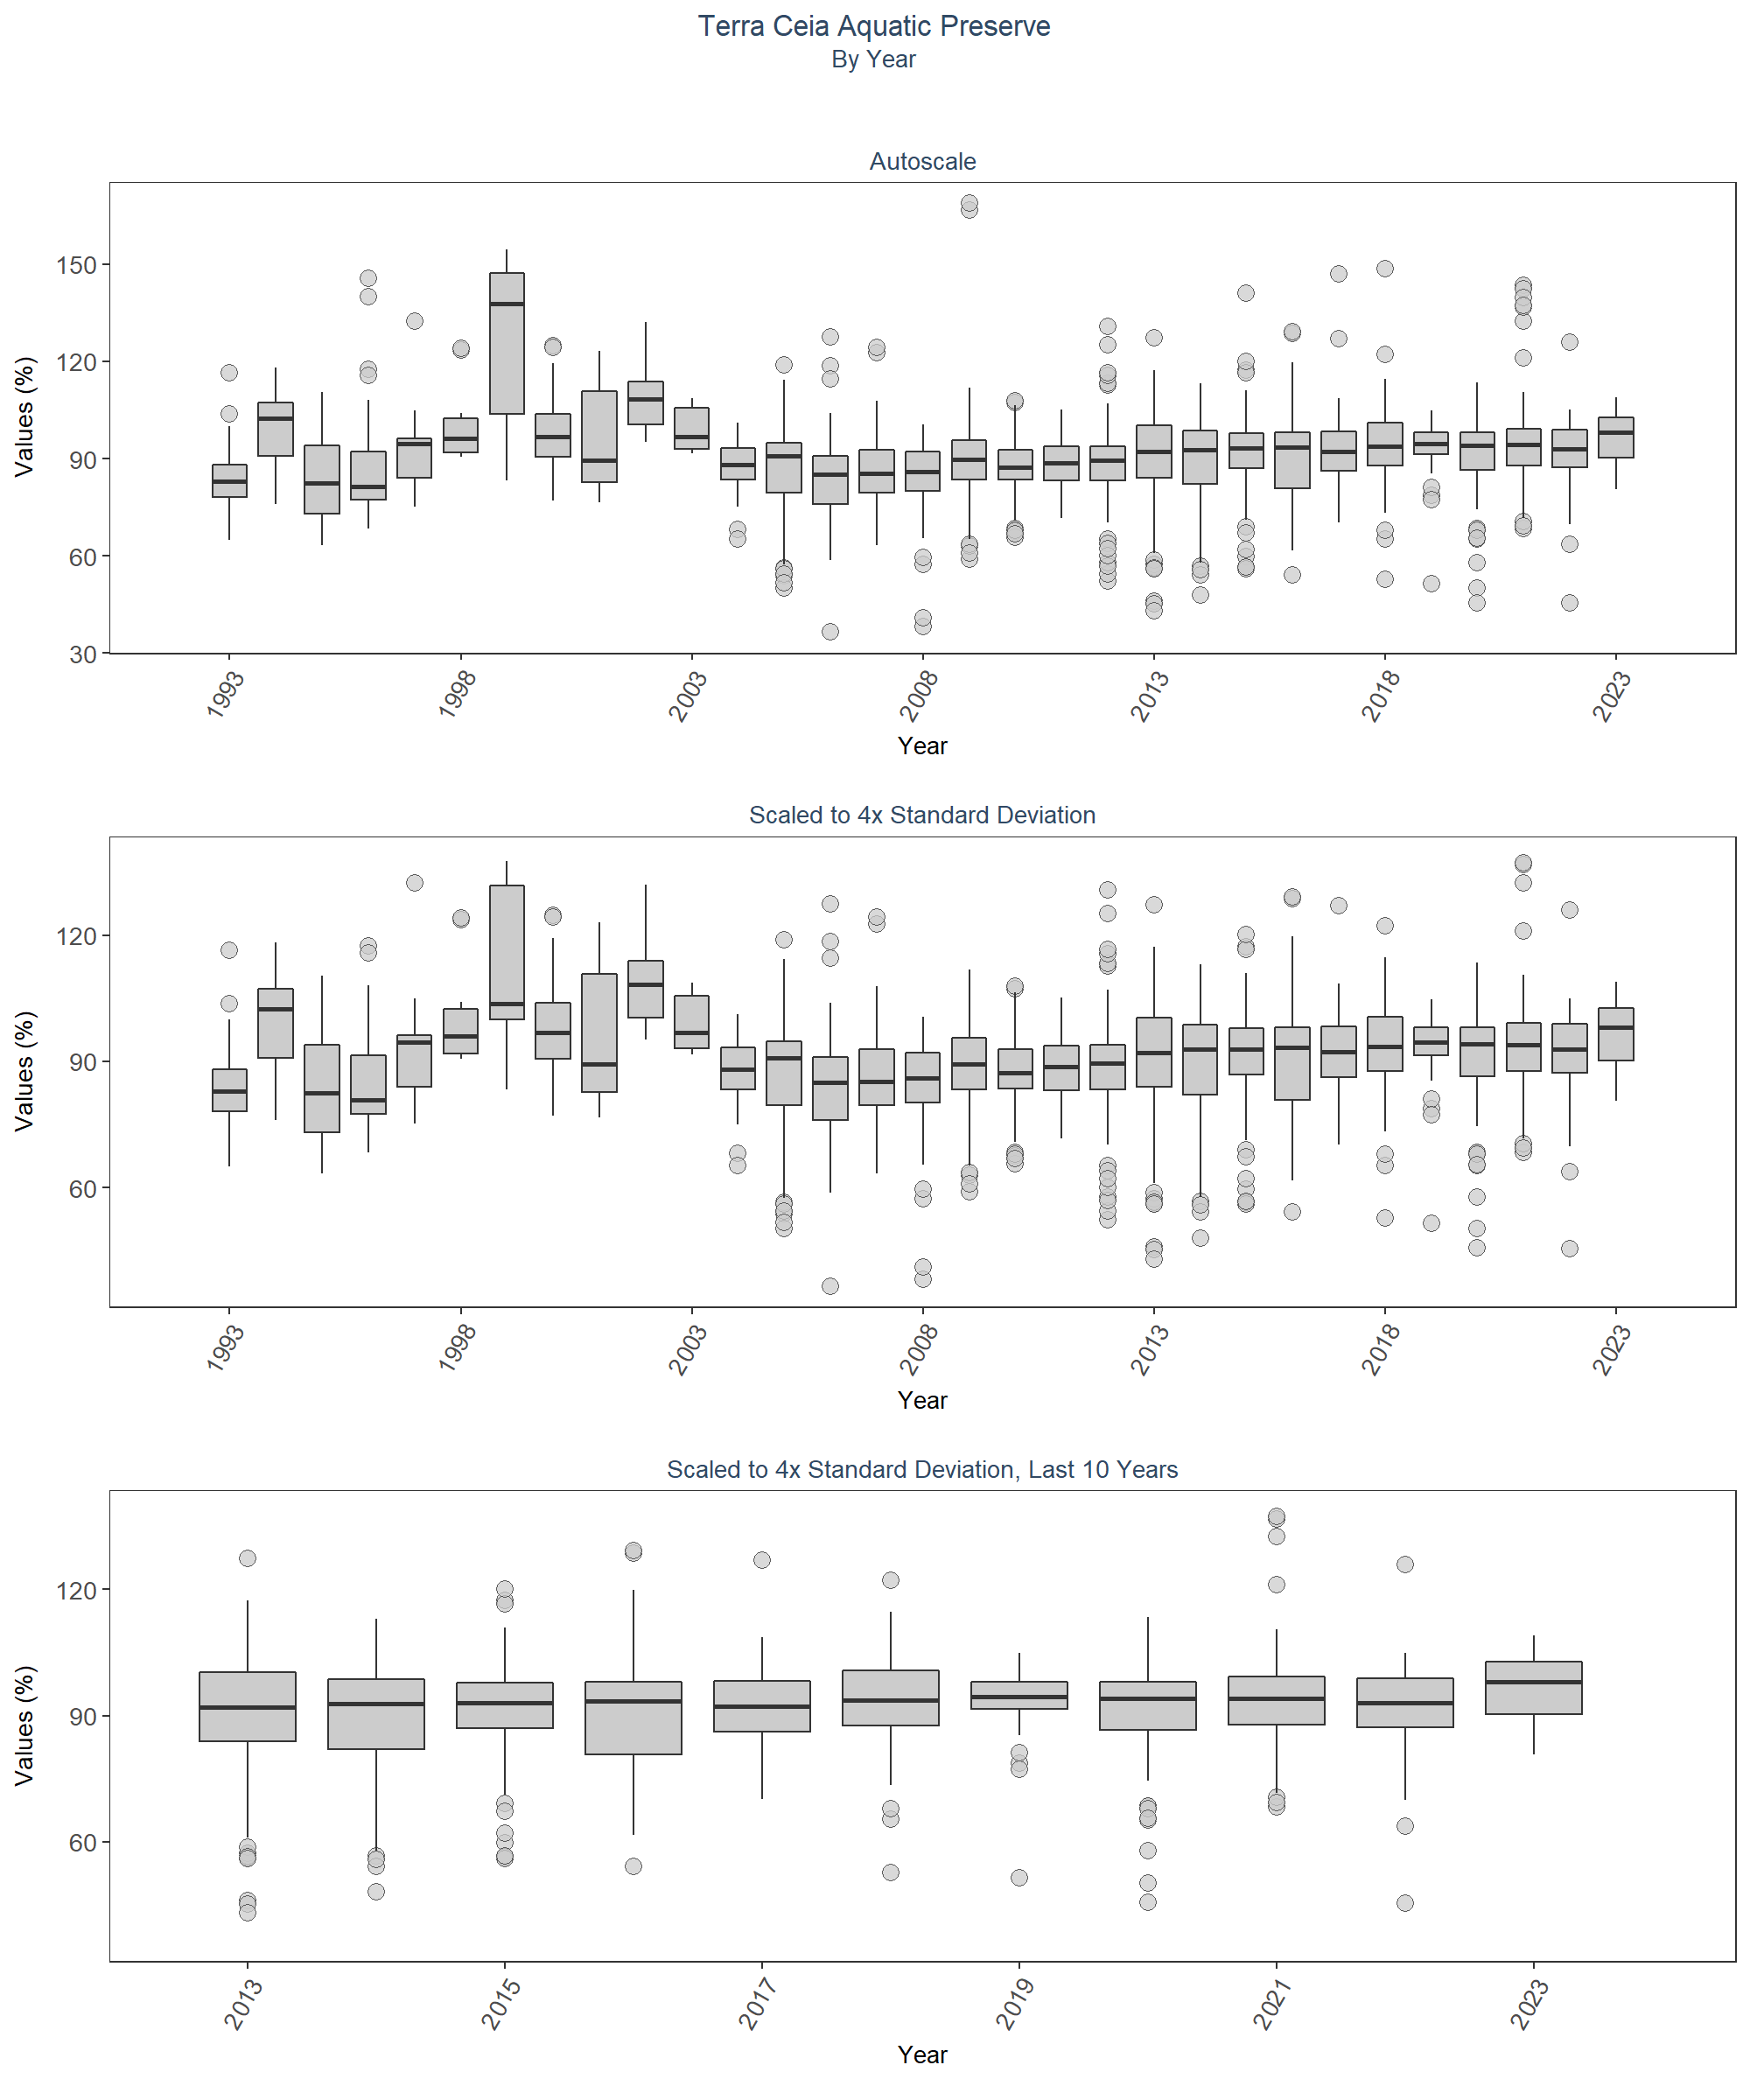 Terra Ceia Aquatic Preserve
By Year
Autoscale
Values (%)
150
120
90
60
30
1993
1998
2003
2008
2013
2018
2023
Year
Scaled to 4x Standard Deviation
Values (%)
120
90
60
1993
1998
2003
2008
2013
2018
2023
Year
Scaled to 4x Standard Deviation, Last 10 Years
Values (%)
120
90
60
2013
2015
2017
2019
2021
2023
Year